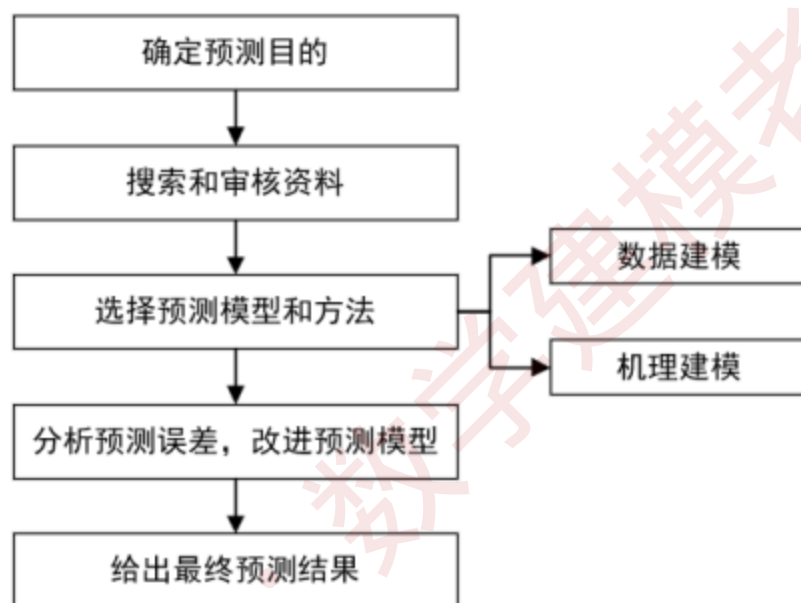 确定预测目的
搜索和审核资料
选择预测模型和方法
数据建模
机理建模
分析预测误差，改进预测模型
给出最终预测结果
数学建模老